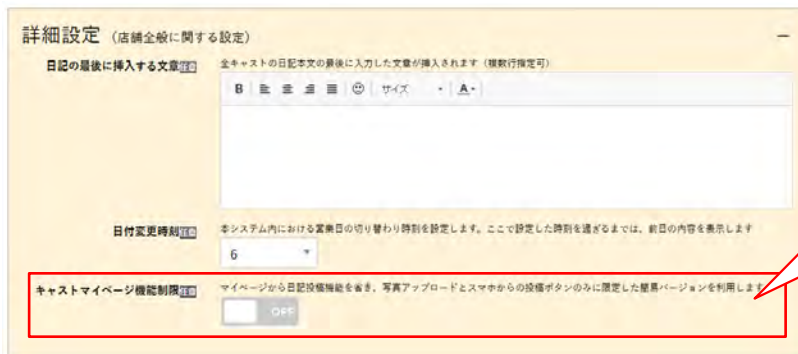 詳細設定 (店舗全般に関する設定)
日記の最後に挿入する文章任意
全キャストの日記本文の最後に入力した文章が挿入されます（複数行指定可）
B サイズ A
日付変更時刻任意
本システム内における営業日の切り替わり時刻を設定します。ここで設定した時刻を過ぎるまでは、前日の内容を表示します
6
キャストマイページ機能制限任意
マイページから日記投稿機能を省き、写真アップロードとスマホからの投稿ボタンのみに限定した簡易バージョンを利用します
OFF